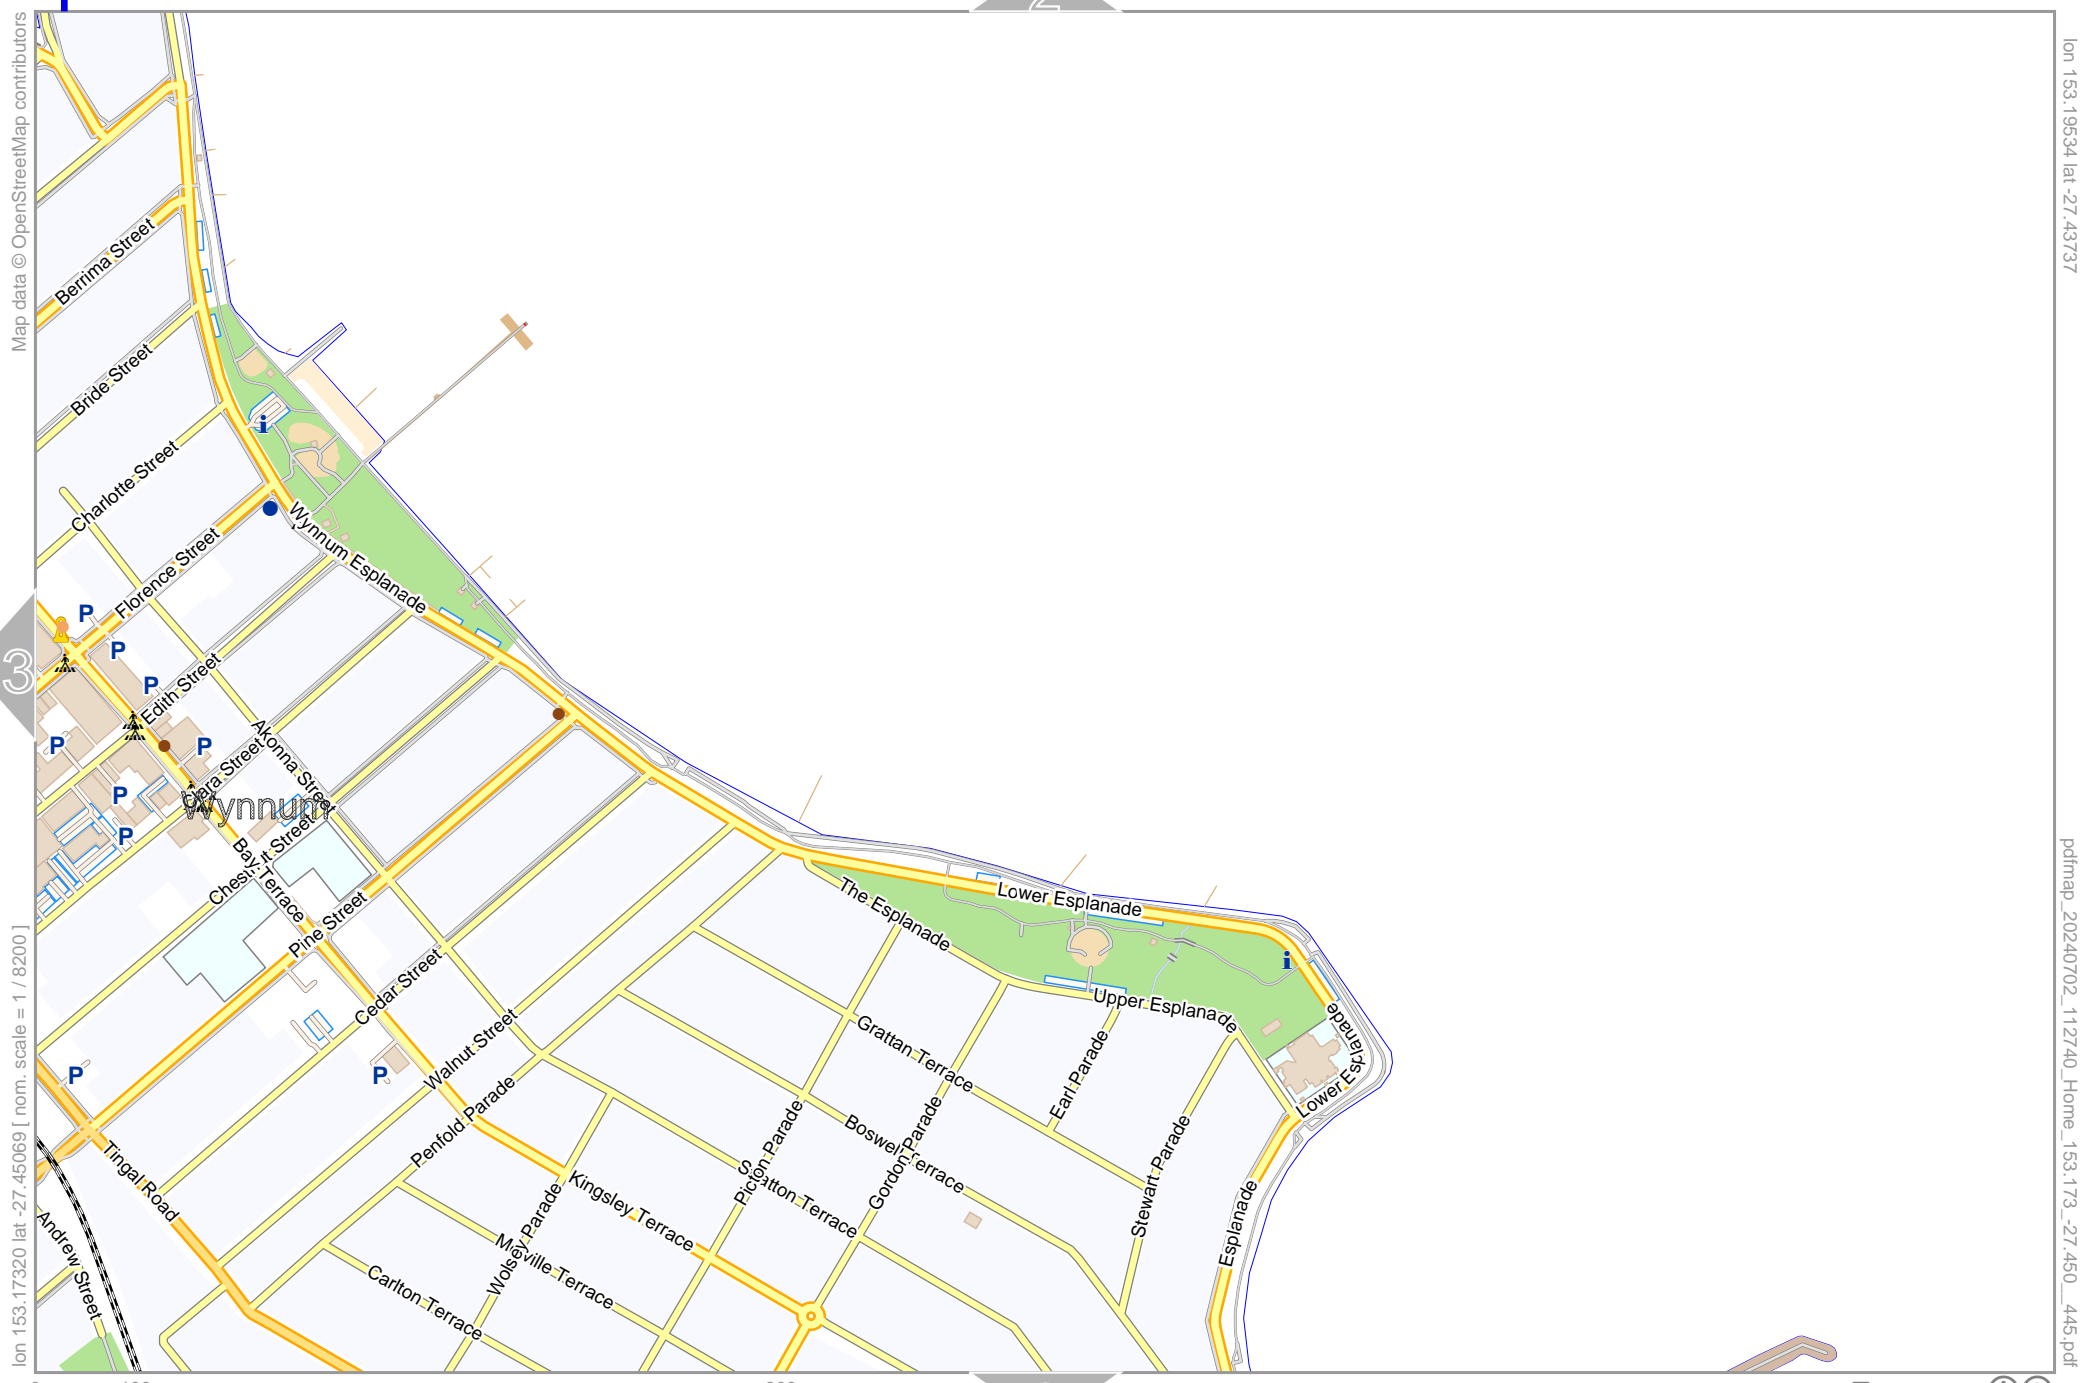 Map data © OpenStreetMap contributors
lon 153.17320 lat -27.45069 [ nom. scale = 1 / 8200 ]
lon 153.19534 lat -27.43737
pdfmap_20240702_112740_Home_153.173_-27.450__445.pdf
3
Berrima Street
Bride Street
Charlotte Street
Florence Street
Wynnum Esplanade
Edith Street
Akonna Street
Clara Street
Wynnum
Chestnut Street
Bay Terrace
Pine Street
Cedar Street
Walnut Street
Penfold Parade
Tingal Road
Andrew Street
The Esplanade
Lower Esplanade
Upper Esplanade
Lower Esplanade
Esplanade
Grattan Terrace
Earl Parade
Boswell Terrace
Gordon Parade
Picton Parade
Stratton Terrace
Stewart Parade
Kingsley Terrace
Wolsey Parade
Melville Terrace
Carlton Terrace
P
P
P
P
P
P
P
P
P
i
i